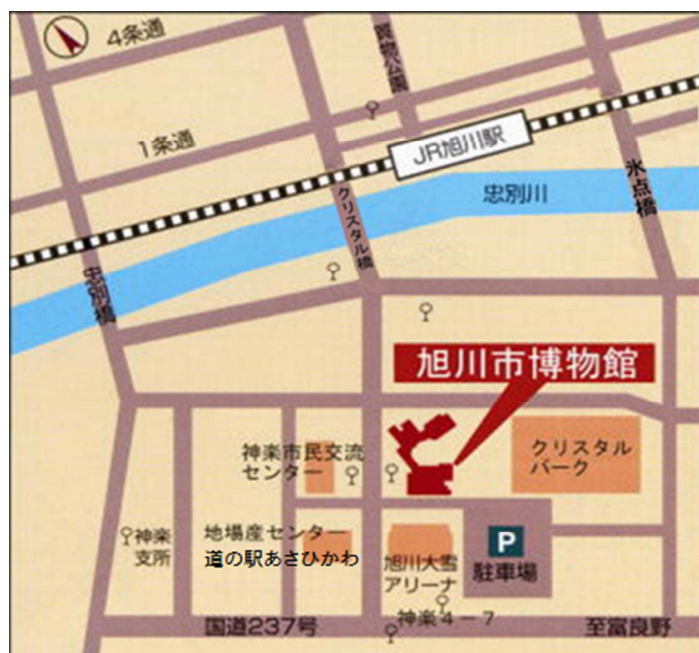 4条通
買物公園
1条通
JR旭川駅
氷点橋
忠別川
クリスタル橋
忠別橋
旭川市博物館
神楽市民交流
センター
クリスタル
パーク
神楽
支所
地場産センター
道の駅あさひかわ
旭川大雪
アリーナ
P
駐車場
神楽4-7
国道237号
至富良野